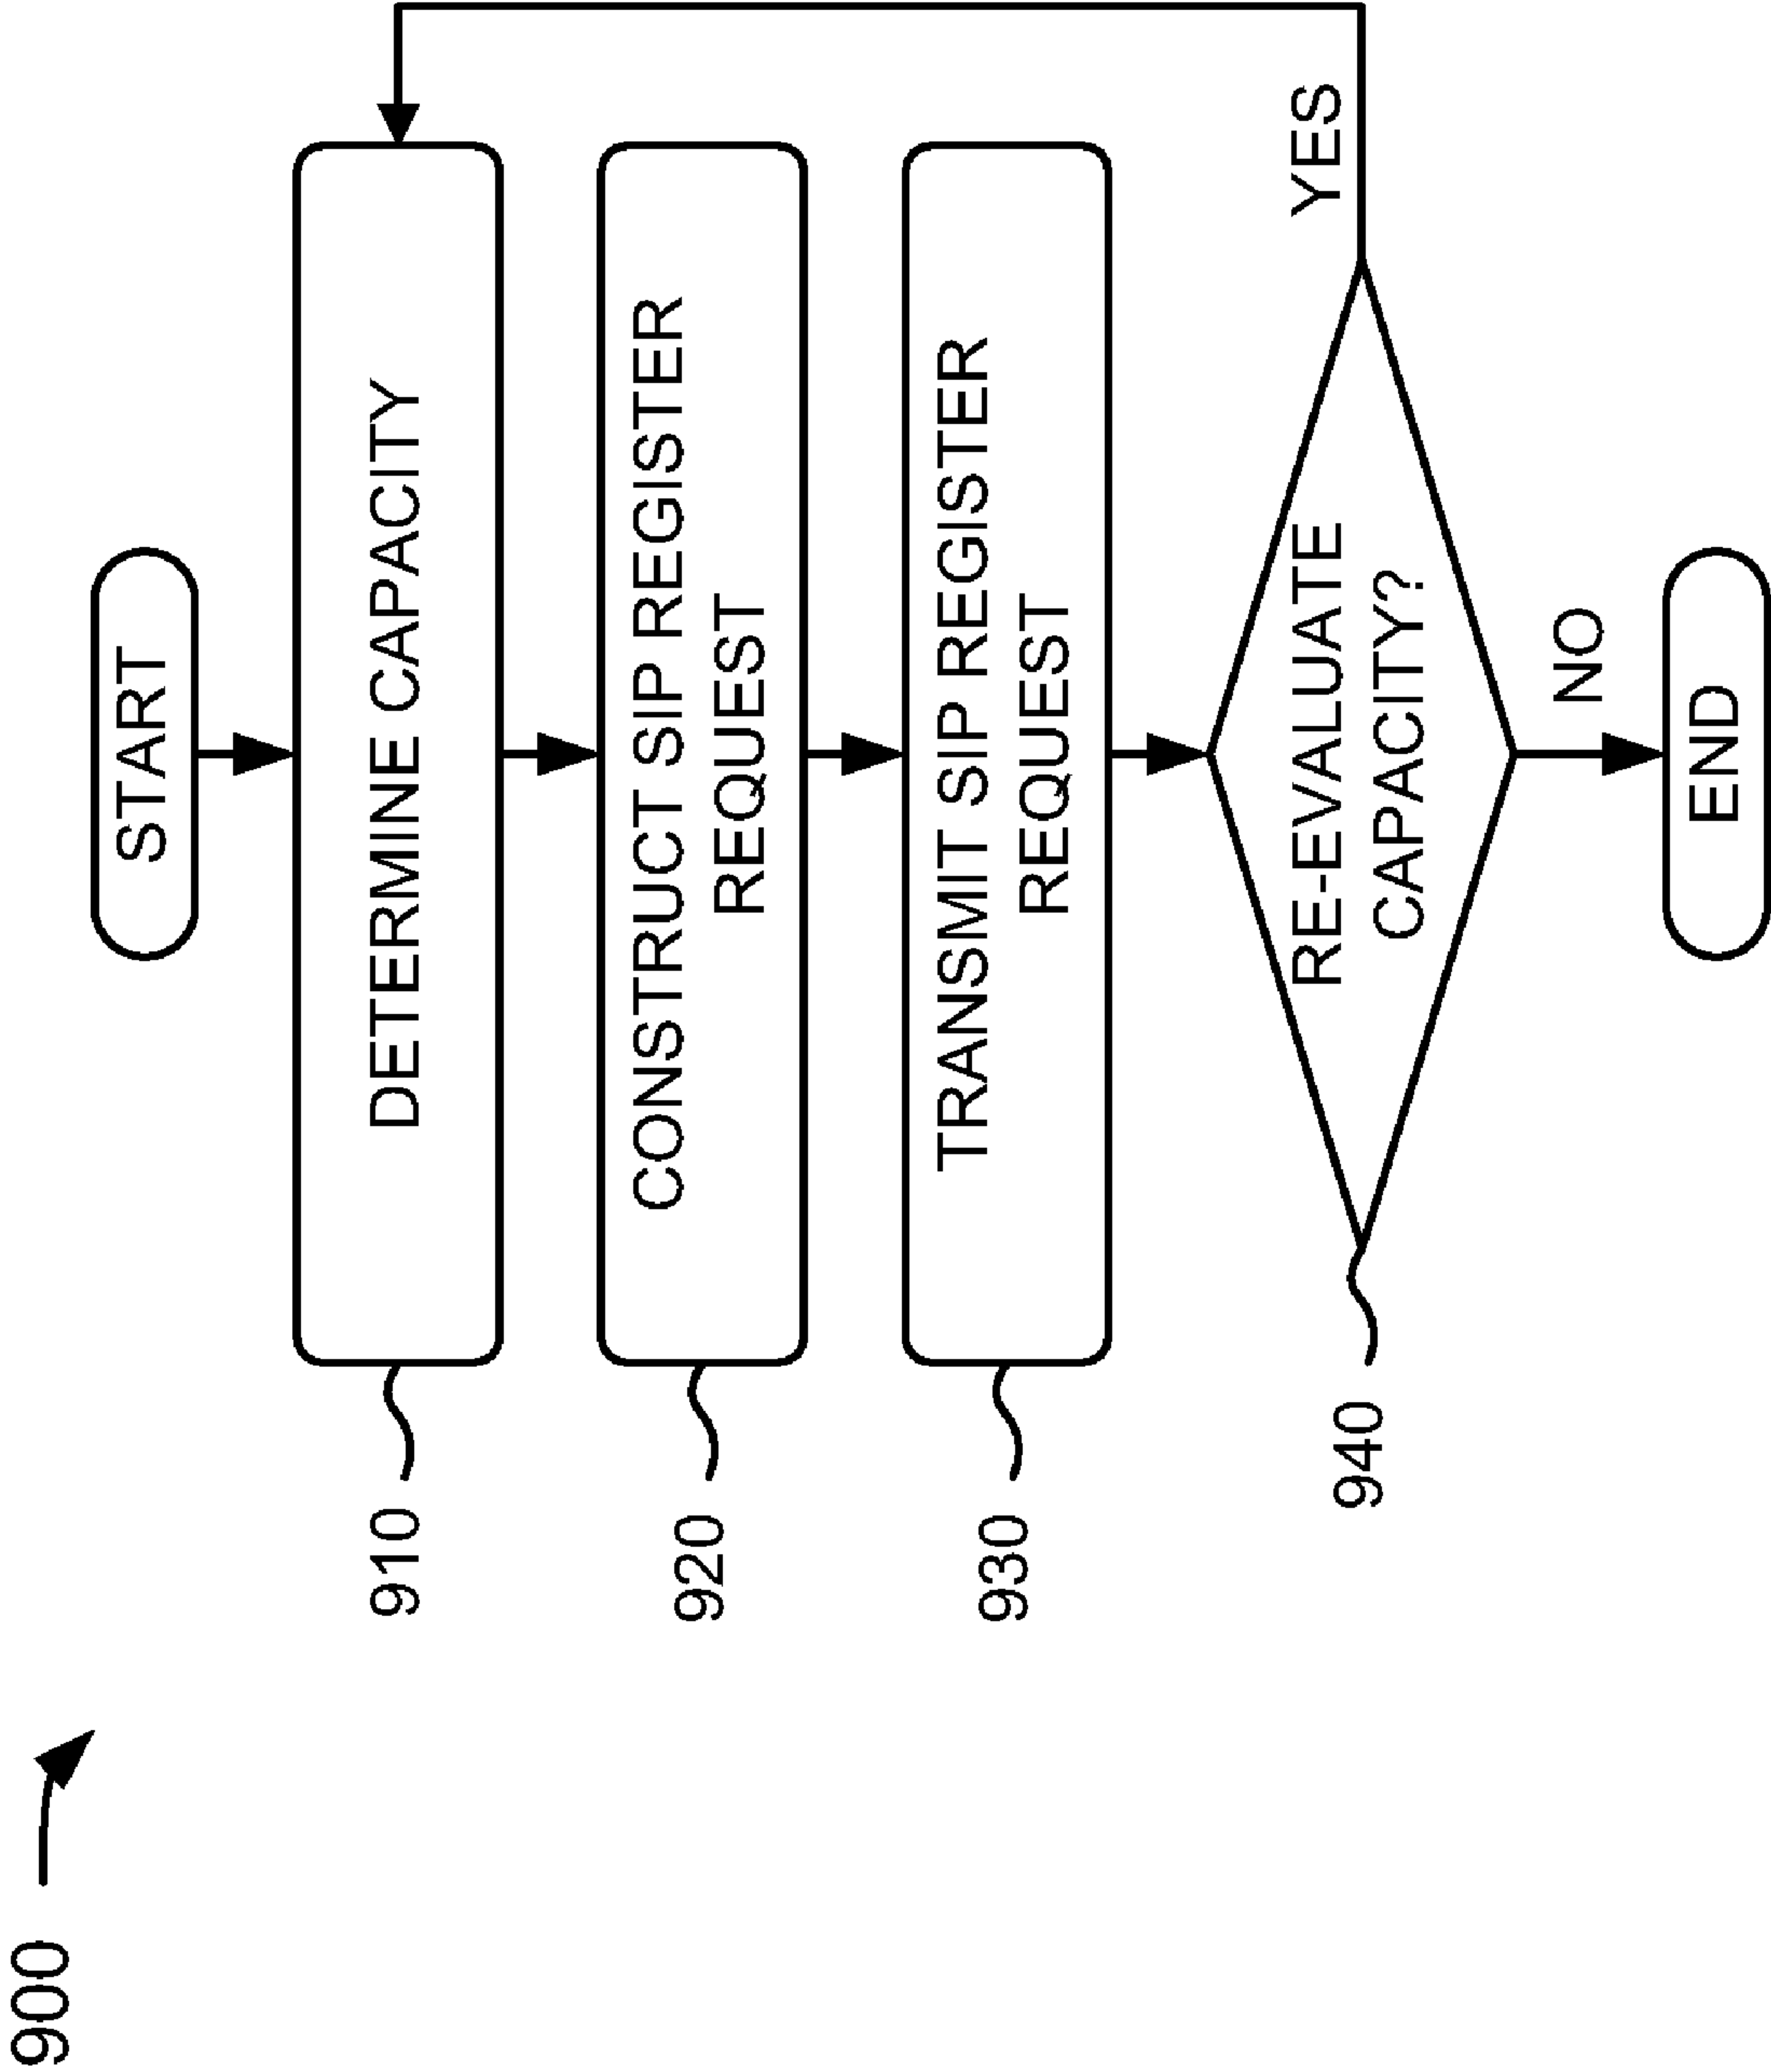 900
START
910
DETERMINE CAPACITY
920
CONSTRUCT SIP REGISTER
REQUEST
930
TRANSMIT SIP REGISTER
REQUEST
940
RE-EVALUATE
CAPACITY?
YES
NO
END